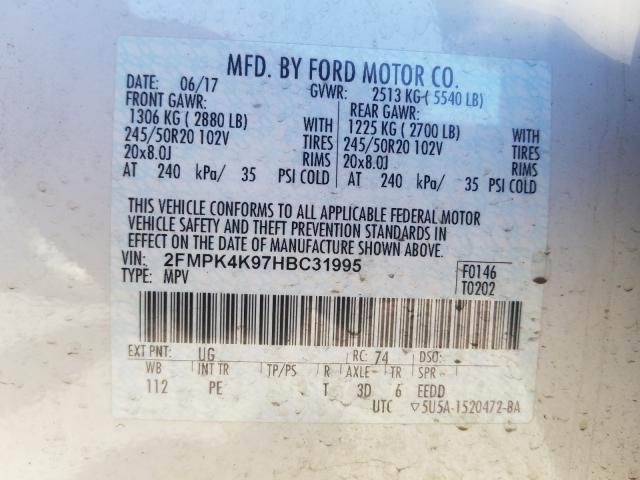 MFD. BY FORD MOTOR CO.
DATE: 06/17 GVWR: 2513 KG ( 5540 LB)
FRONT GAWR: REAR GAWR:
1306 KG ( 2880 LB) WITH 1225 KG ( 2700 LB) WITH
245/50R20 102V TIRES 245/50R20 102V TIRES
20x8.0J RIMS 20x8.0J RIMS
AT 240 kPa/ 35 PSI COLD AT 240 kPa/ 35 PSI COLD
THIS VEHICLE CONFORMS TO ALL APPLICABLE FEDERAL MOTOR
VEHICLE SAFETY AND THEFT PREVENTION STANDARDS IN
EFFECT ON THE DATE OF MANUFACTURE SHOWN ABOVE.
VIN: 2FMPK4K97HBC31995 F0146
TYPE: MPV T0202
EXT PNT: UG RC: 74 DSO:
WB INT TR TP/PS R AXLE TR SPR
112 PE T 3D 6 EEDD
UTC ▽5U5A-1520472-BA